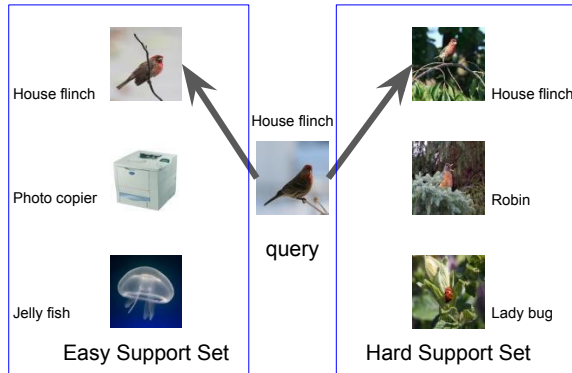 House flinch
Photo copier
Jelly fish
Easy Support Set
House flinch
query
House flinch
Robin
Lady bug
Hard Support Set